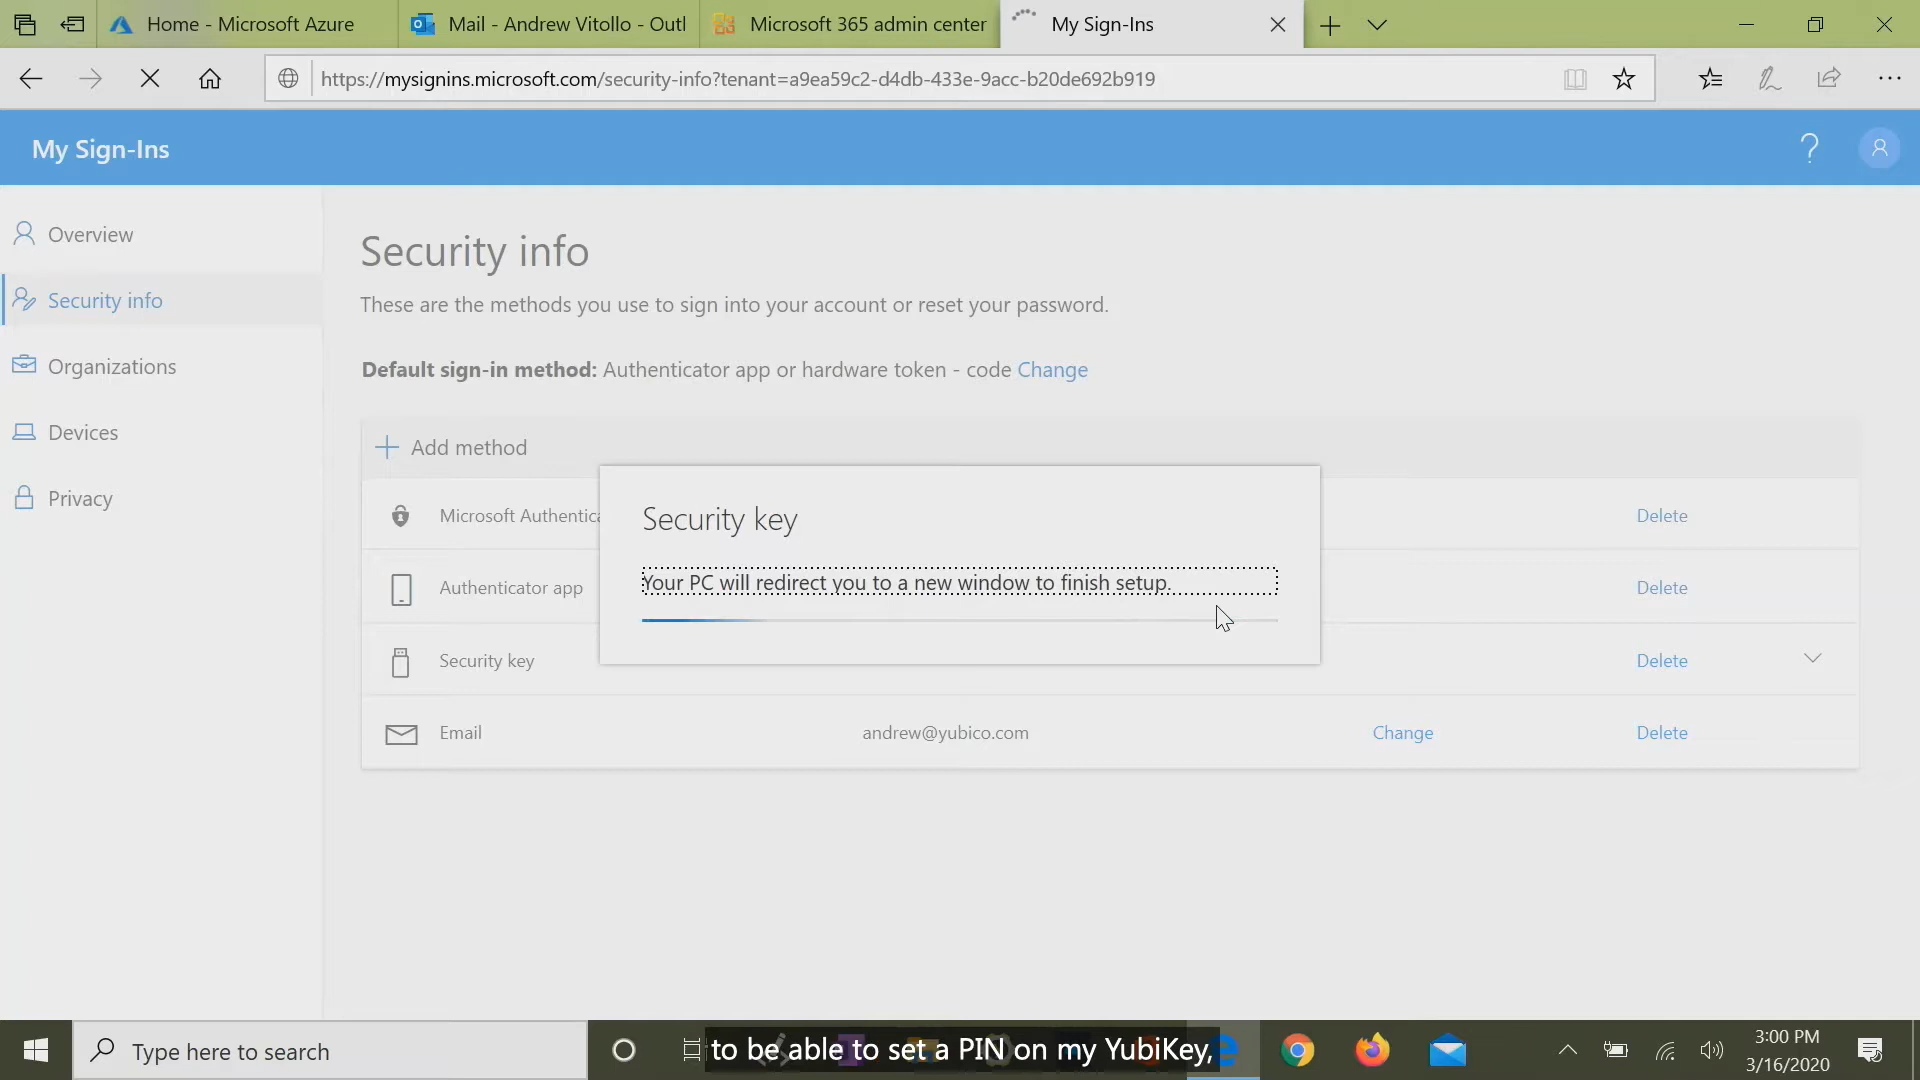 Home - Microsoft Azure
Mail - Andrew Vitollo - Outl
Microsoft 365 admin center
My Sign-Ins
https://mysignins.microsoft.com/security-info?tenant=a9ea59c2-d4db-433e-9acc-b20de692b919
My Sign-Ins
?
Overview
Security info
Organizations
Devices
Privacy
Security info
These are the methods you use to sign into your account or reset your password.
Default sign-in method: Authenticator app or hardware token - code Change
Add method
Microsoft Authentica
Delete
Authenticator app
Delete
Security key
Delete
Email andrew@yubico.com Change Delete
Security key
Your PC will redirect you to a new window to finish setup.
Type here to search
to be able to set a PIN on my YubiKey,
3:00 PM
3/16/2020